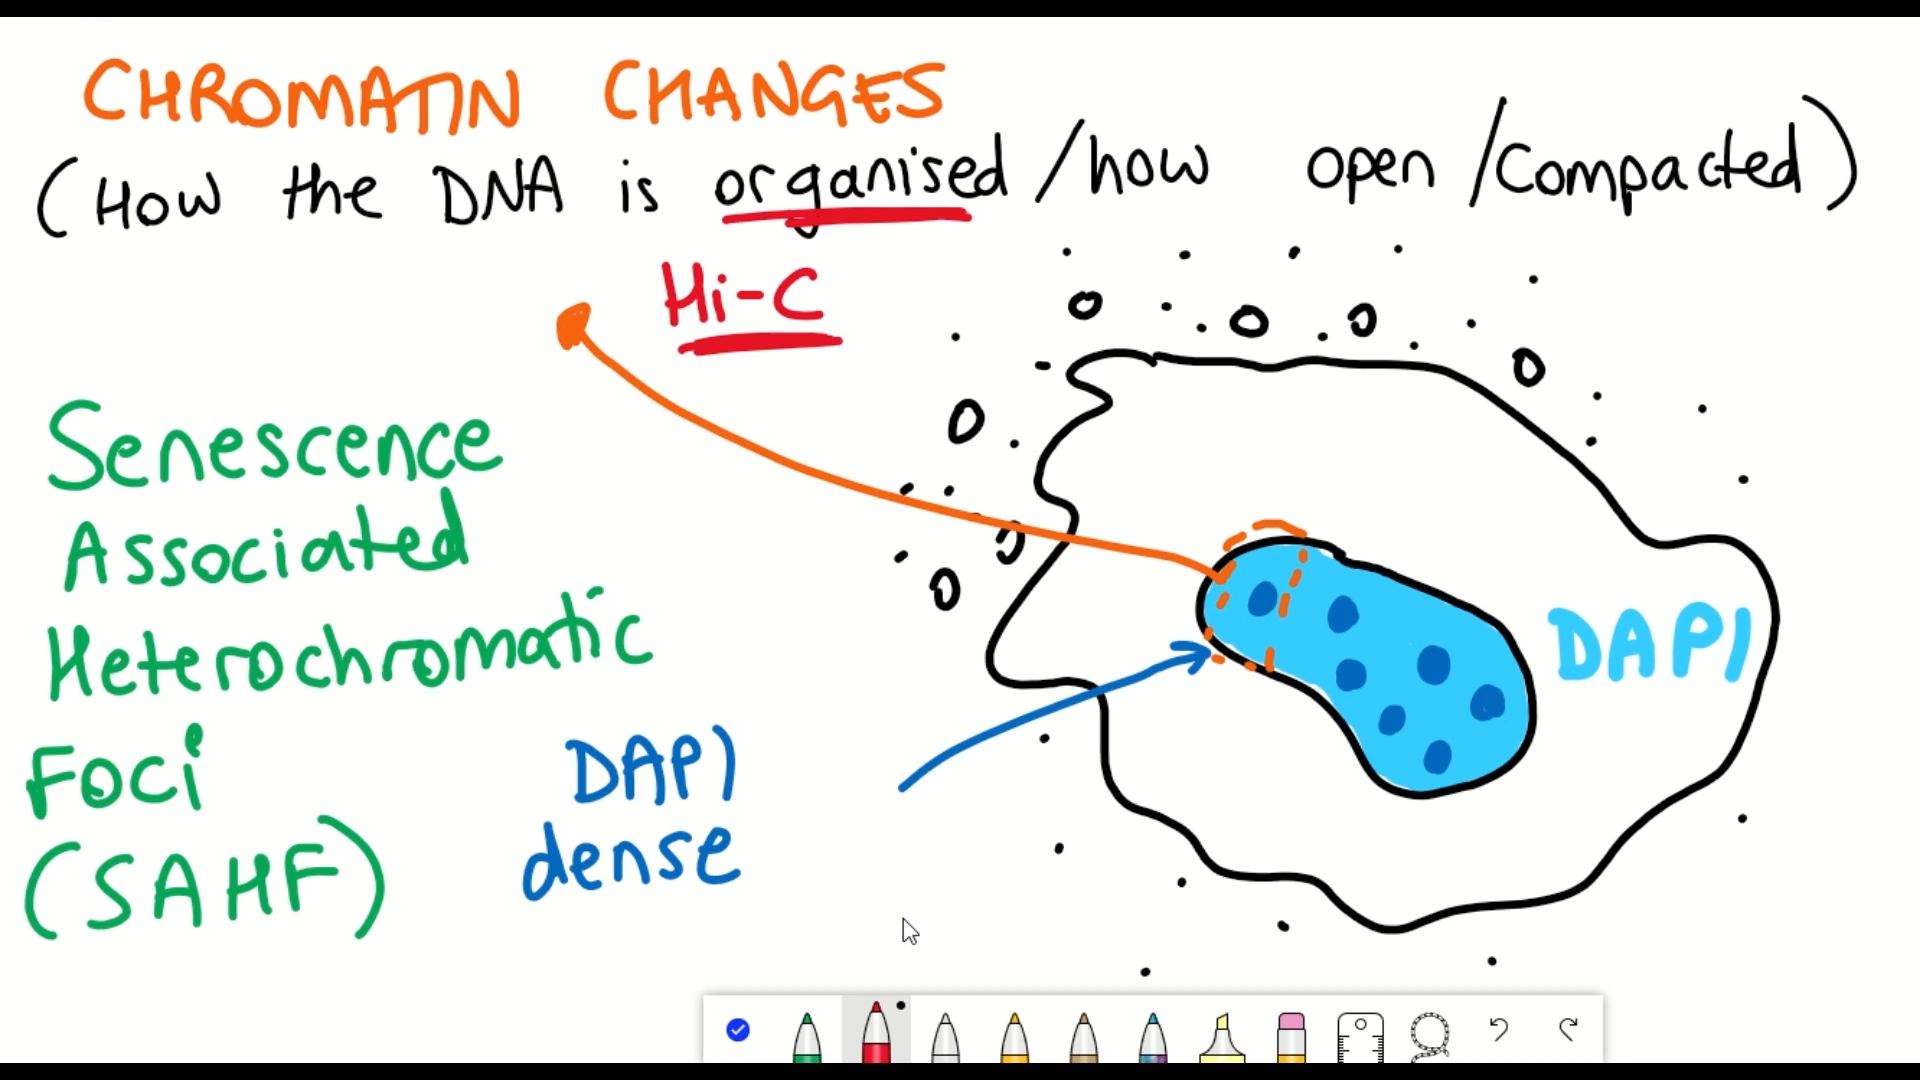 CHROMATIN CHANGES
(How the DNA is organised /how open /compacted)
Hi-C
Senescence
Associated
Heterochromatic
Foci
(SAHF)
DAPI
dense
DAPI